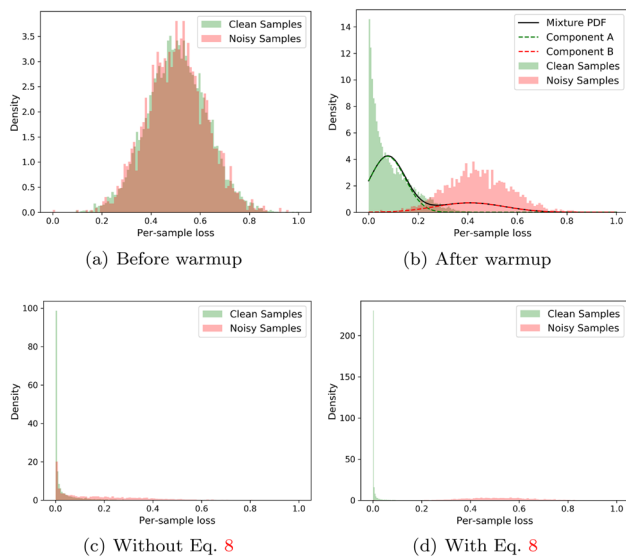 Clean Samples
Noisy Samples
Density
3.5
3.0
2.5
2.0
1.5
1.0
0.5
0.0
0.0 0.2 0.4 0.6 0.8 1.0
Per-sample loss
(a) Before warmup
Mixture PDF
Component A
Component B
Clean Samples
Noisy Samples
Density
14
12
10
8
6
4
2
0
0.0 0.2 0.4 0.6 0.8 1.0
Per-sample loss
(b) After warmup
Clean Samples
Noisy Samples
Density
100
80
60
40
20
0
0.0 0.2 0.4 0.6 0.8 1.0
Per-sample loss
(c) Without Eq. 8
Clean Samples
Noisy Samples
Density
200
150
100
50
0
0.0 0.2 0.4 0.6 0.8 1.0
Per-sample loss
(d) With Eq. 8